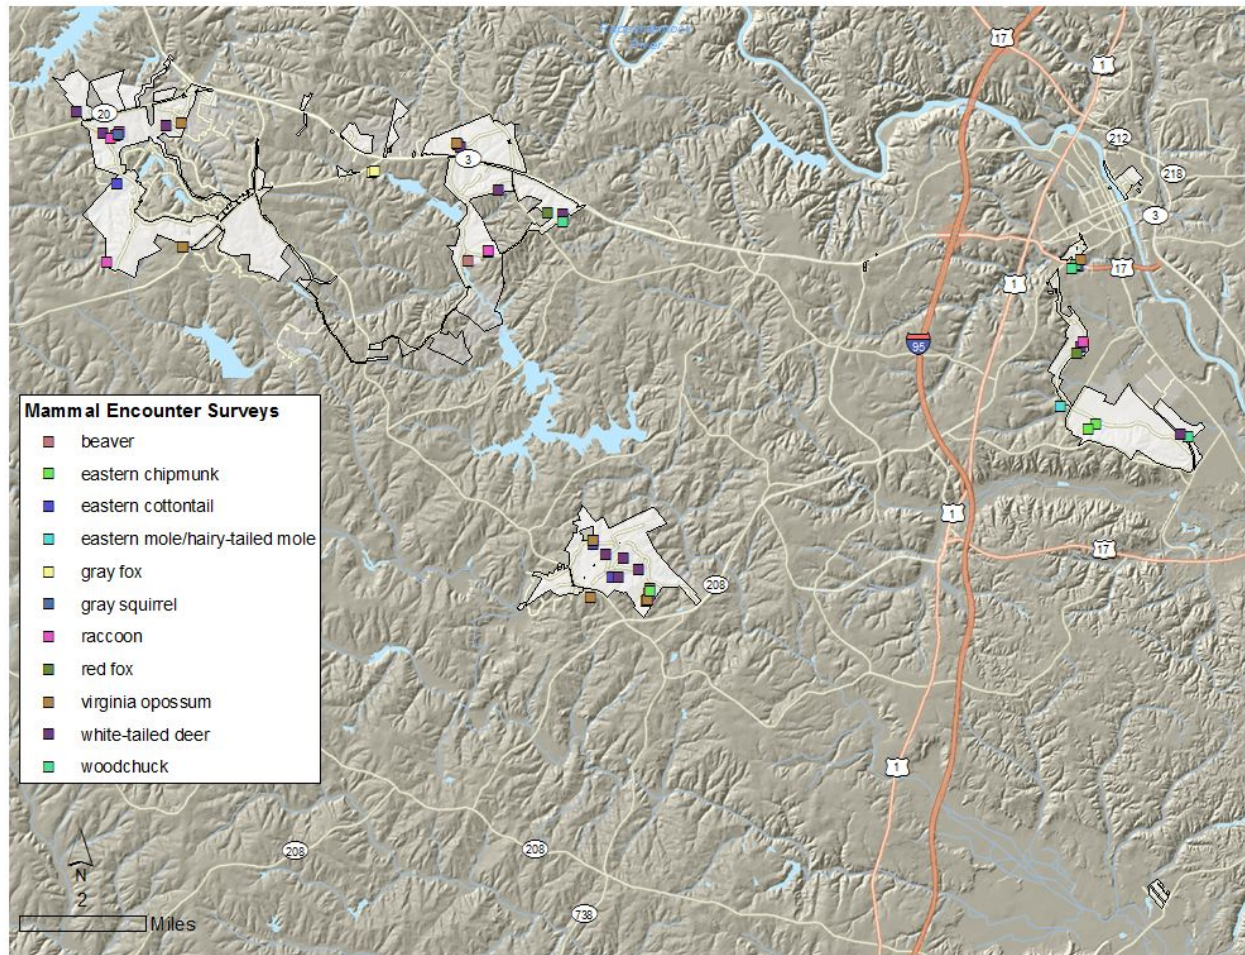 Rappahannock
River
17
1
20
212
3
218
3
17
1
95
Mammal Encounter Surveys
beaver
eastern chipmunk
eastern cottontail
eastern mole/hairy-tailed mole
gray fox
gray squirrel
raccoon
red fox
virginia opossum
white-tailed deer
woodchuck
1
17
208
1
208
208
N
2
Miles
738